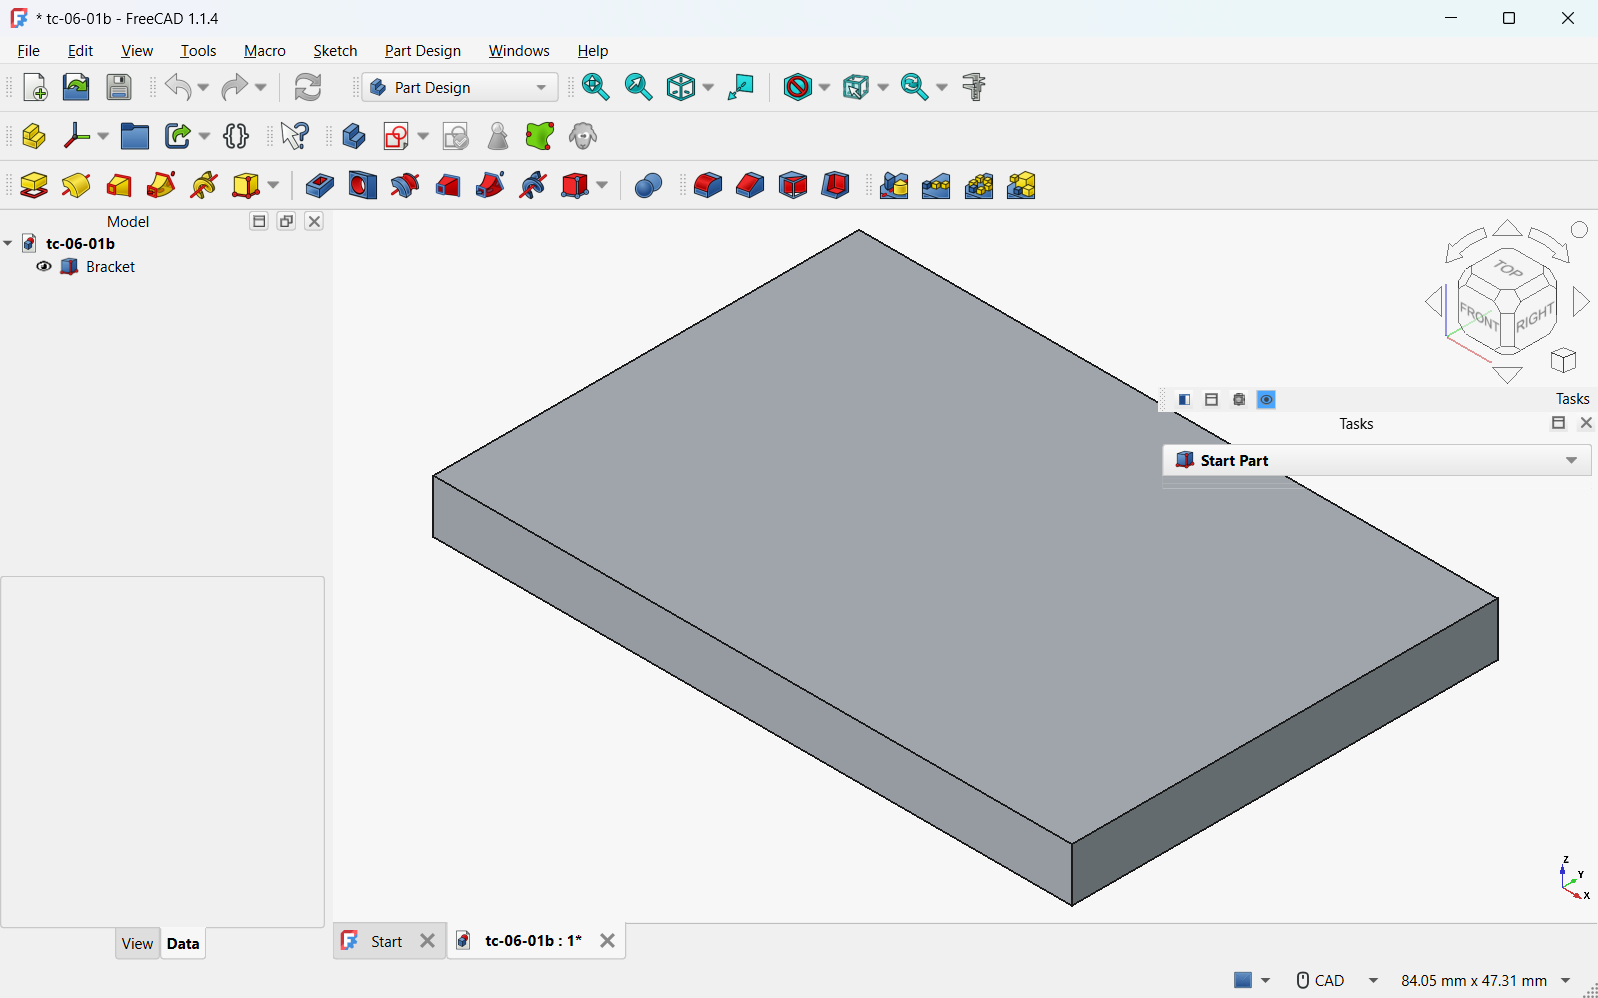 * tc-06-01b - FreeCAD 1.1.4
File Edit View Tools Macro Sketch Part Design Windows Help
Part Design
Model
tc-06-01b
Bracket
TOP
FRONT
RIGHT
Tasks
Tasks
Start Part
Z
Y
X
View Data
Start
tc-06-01b : 1*
CAD
84.05 mm x 47.31 mm